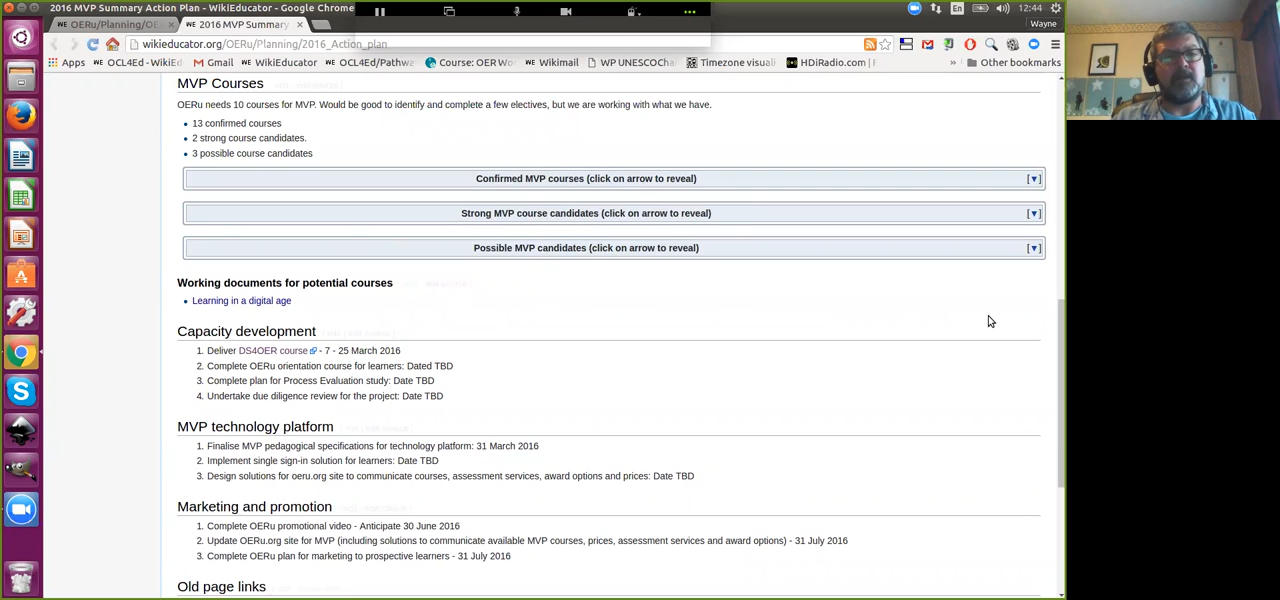 2016 MVP Summary Action Plan - WikiEducator - Google Chrome
En
12:44
WE OERu/Planning/OE
WE 2016 MVP Summary
Wayne
wikieducator.org/OERu/Planning/2016_Action_plan
Apps WE OCL4Ed - WikiEd Gmail WE WikiEducator WE OCL4Ed/Pathwa Course: OER Wo WE Wikimail WP UNESCOCha Timezone visuali HDiRadio.com | F » Other bookmarks
MVP Courses
OERu needs 10 courses for MVP. Would be good to identify and complete a few electives, but we are working with what we have.
13 confirmed courses
2 strong course candidates.
3 possible course candidates
Confirmed MVP courses (click on arrow to reveal) [▼]
Strong MVP course candidates (click on arrow to reveal) [▼]
Possible MVP candidates (click on arrow to reveal) [▼]
Working documents for potential courses
Learning in a digital age
Capacity development
1. Deliver DS4OER course - 7 - 25 March 2016
2. Complete OERu orientation course for learners: Dated TBD
3. Complete plan for Process Evaluation study: Date TBD
4. Undertake due diligence review for the project: Date TBD
MVP technology platform
1. Finalise MVP pedagogical specifications for technology platform: 31 March 2016
2. Implement single sign-in solution for learners: Date TBD
3. Design solutions for oeru.org site to communicate courses, assessment services, award options and prices: Date TBD
Marketing and promotion
1. Complete OERu promotional video - Anticipate 30 June 2016
2. Update OERu.org site for MVP (including solutions to communicate available MVP courses, prices, assessment services and award options) - 31 July 2016
3. Complete OERu plan for marketing to prospective learners - 31 July 2016
Old page links